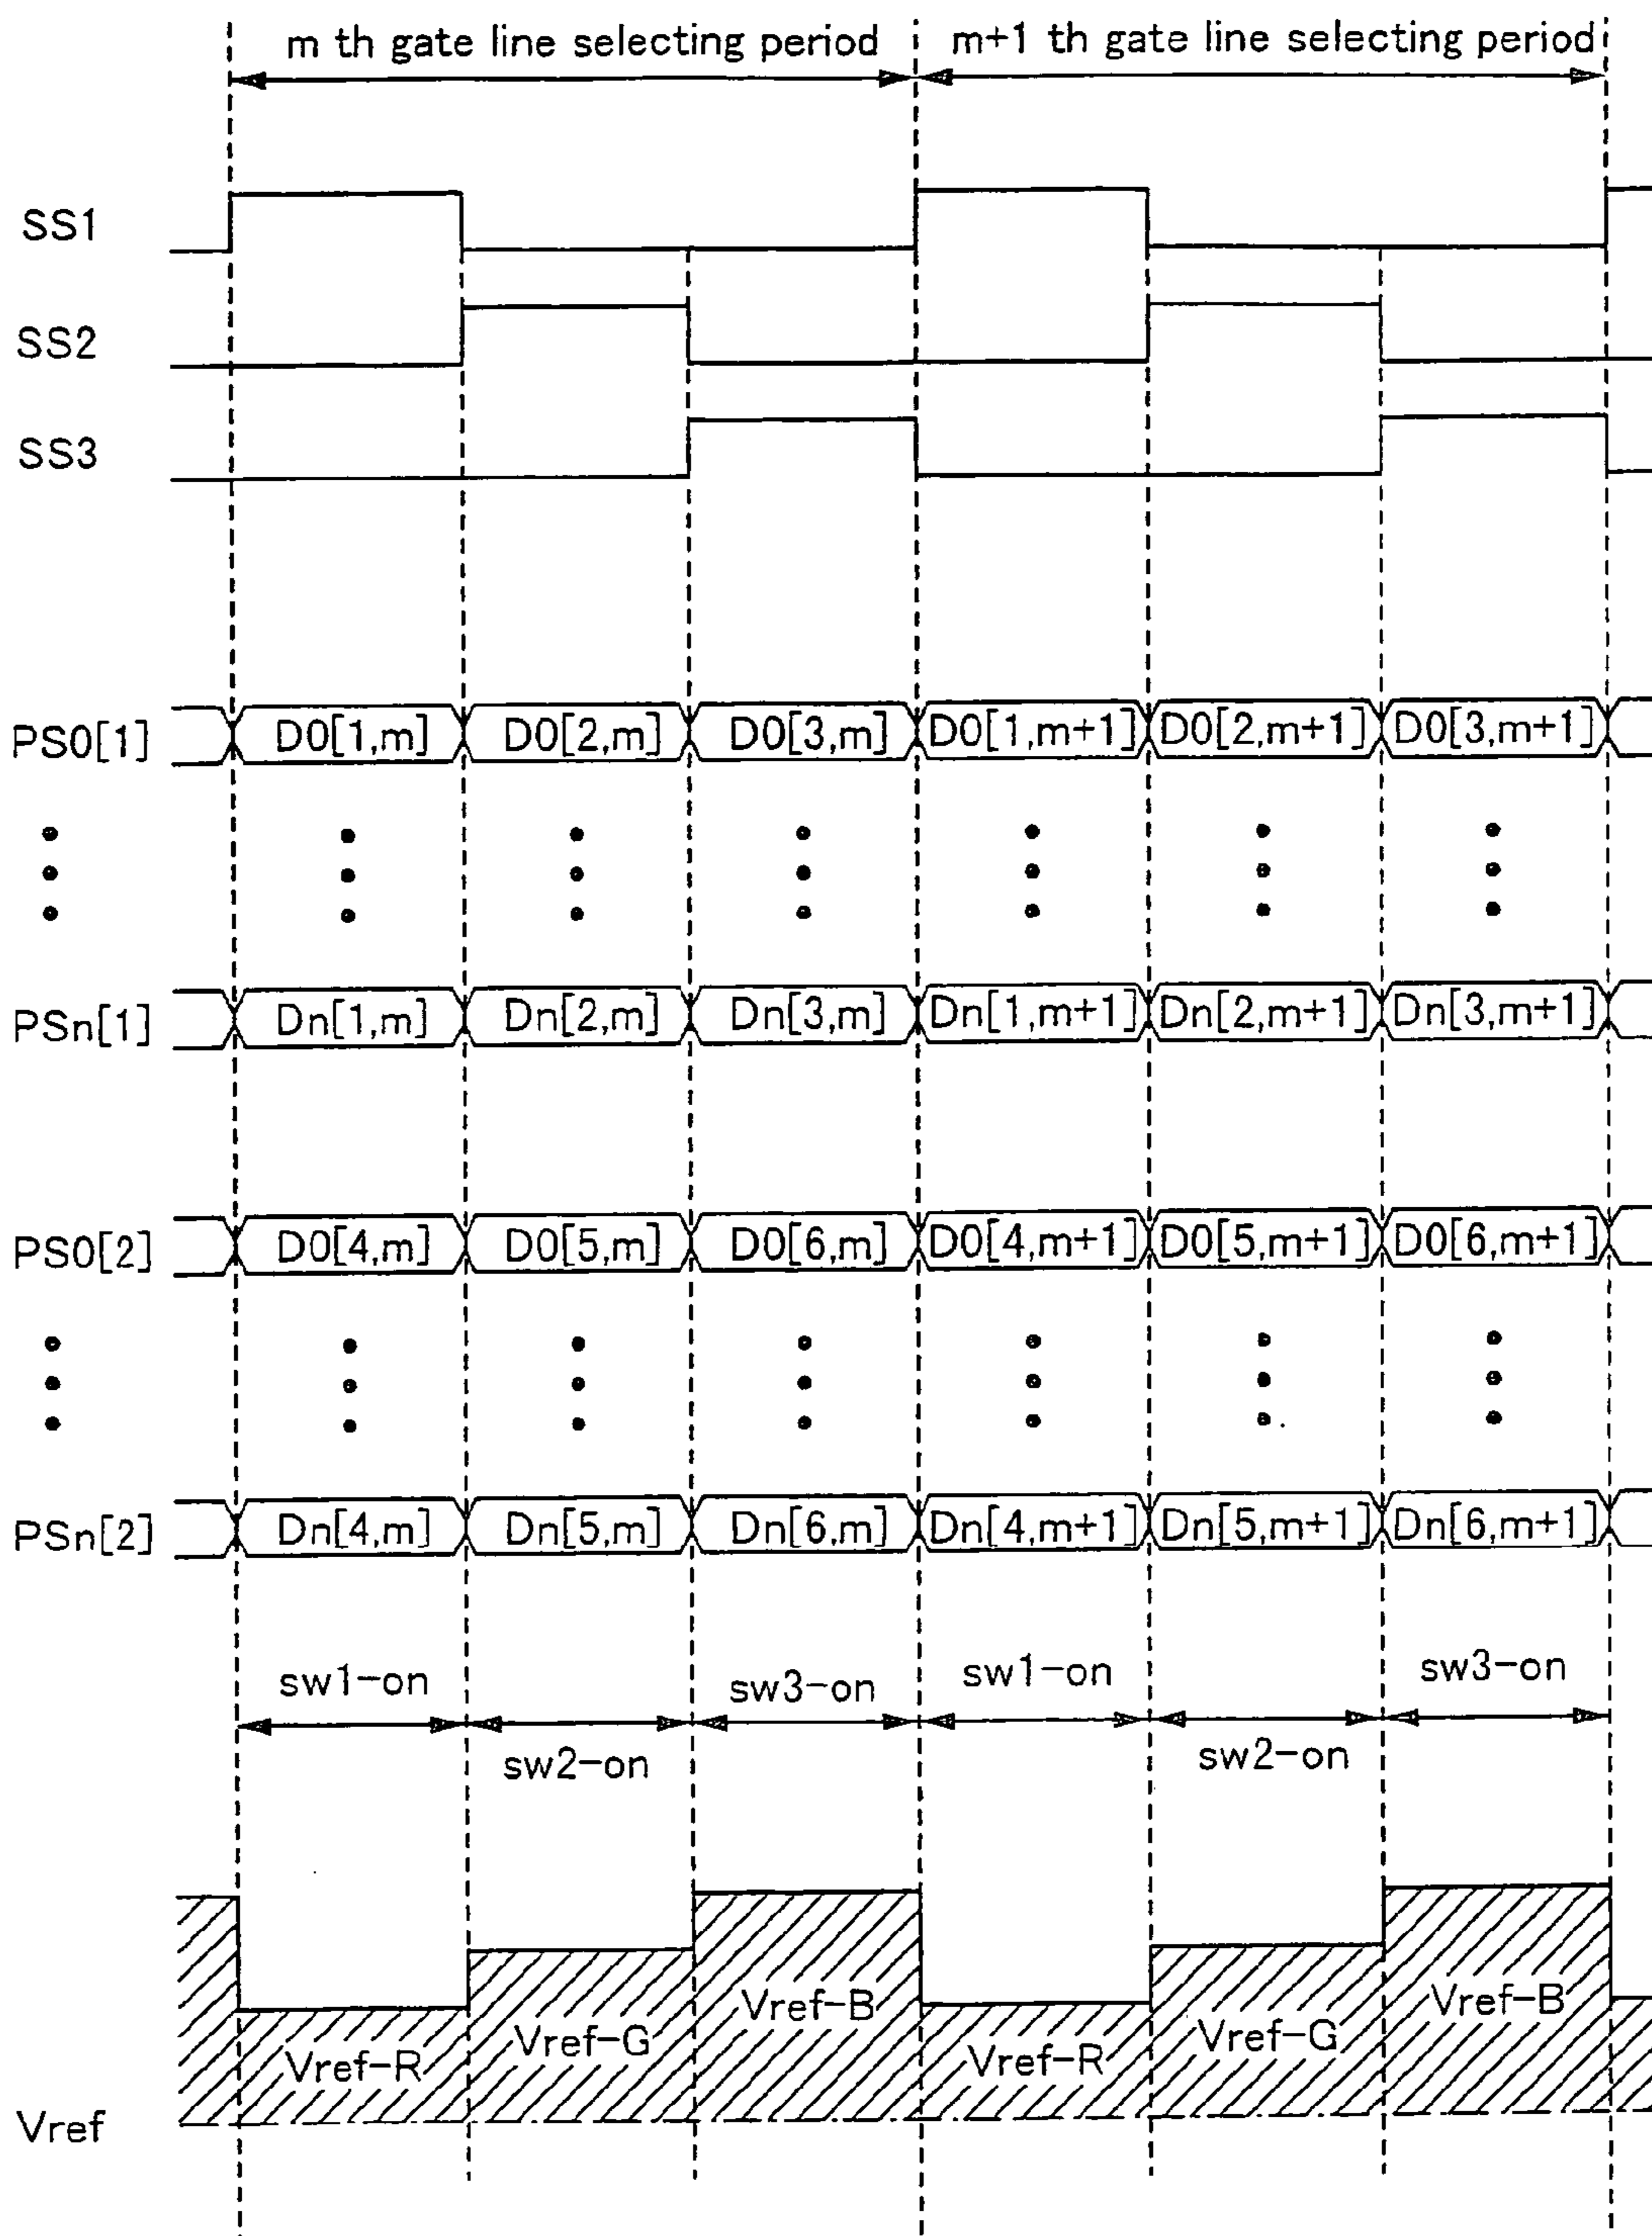 m th gate line selecting period m+1 th gate line selecting period
SS1
SS2
SS3
PS0[1] D0[1,m] D0[2,m] D0[3,m] D0[1,m+1] D0[2,m+1] D0[3,m+1]
PSn[1] Dn[1,m] Dn[2,m] Dn[3,m] Dn[1,m+1] Dn[2,m+1] Dn[3,m+1]
PS0[2] D0[4,m] D0[5,m] D0[6,m] D0[4,m+1] D0[5,m+1] D0[6,m+1]
PSn[2] Dn[4,m] Dn[5,m] Dn[6,m] Dn[4,m+1] Dn[5,m+1] Dn[6,m+1]
sw1-on sw3-on sw1-on sw3-on
sw2-on sw2-on
Vref-R Vref-G Vref-B Vref-R Vref-G Vref-B
Vref